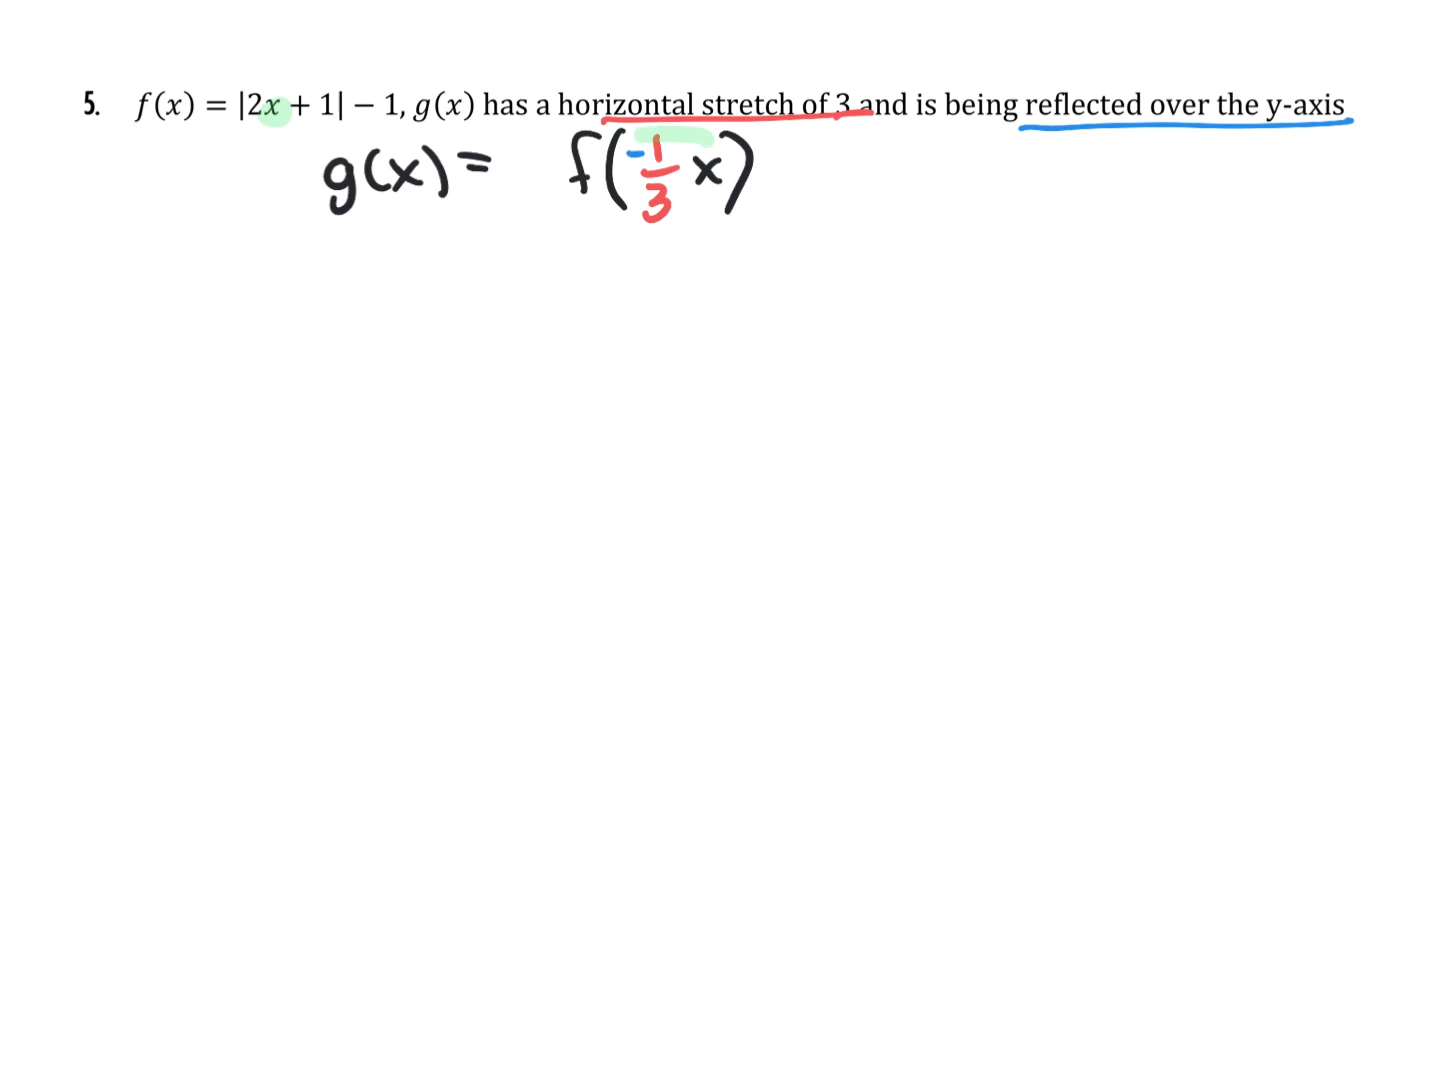 5. f(x) = |2x + 1| − 1, g(x) has a horizontal stretch of 3 and is being reflected over the y-axis
g(x) = f(-1/3 x)